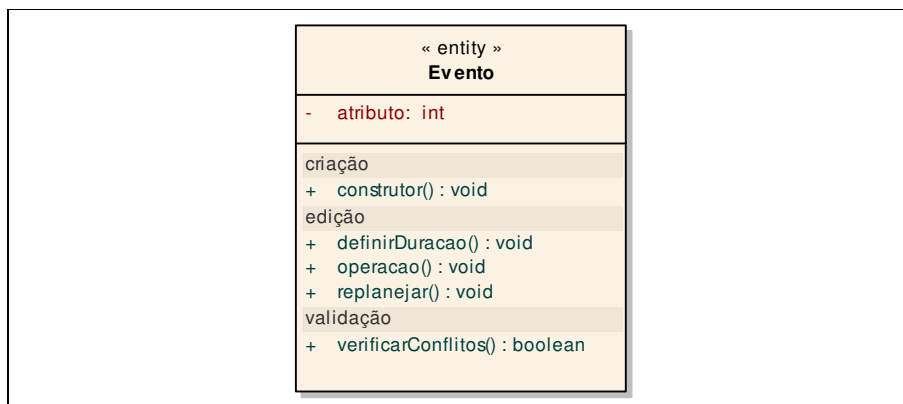 « entity »
Evento
- atributo: int
criação
+ construtor() : void
edição
+ definirDuracao() : void
+ operacao() : void
+ replanejar() : void
validação
+ verificarConflitos() : boolean